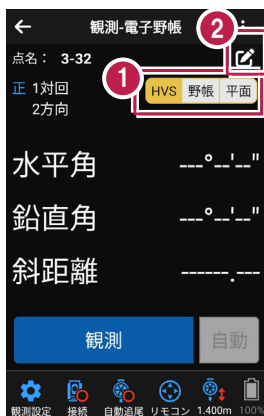 観測-電子野帳
2
点名： 3-32
1
正 1対回
2方向
HVS 野帳 平面
水平角 ---°--'--"
鉛直角 ---°--'--"
斜距離 ------.---
観測 自動
観測設定 接続 自動追尾 リモコン 1.400m 100%